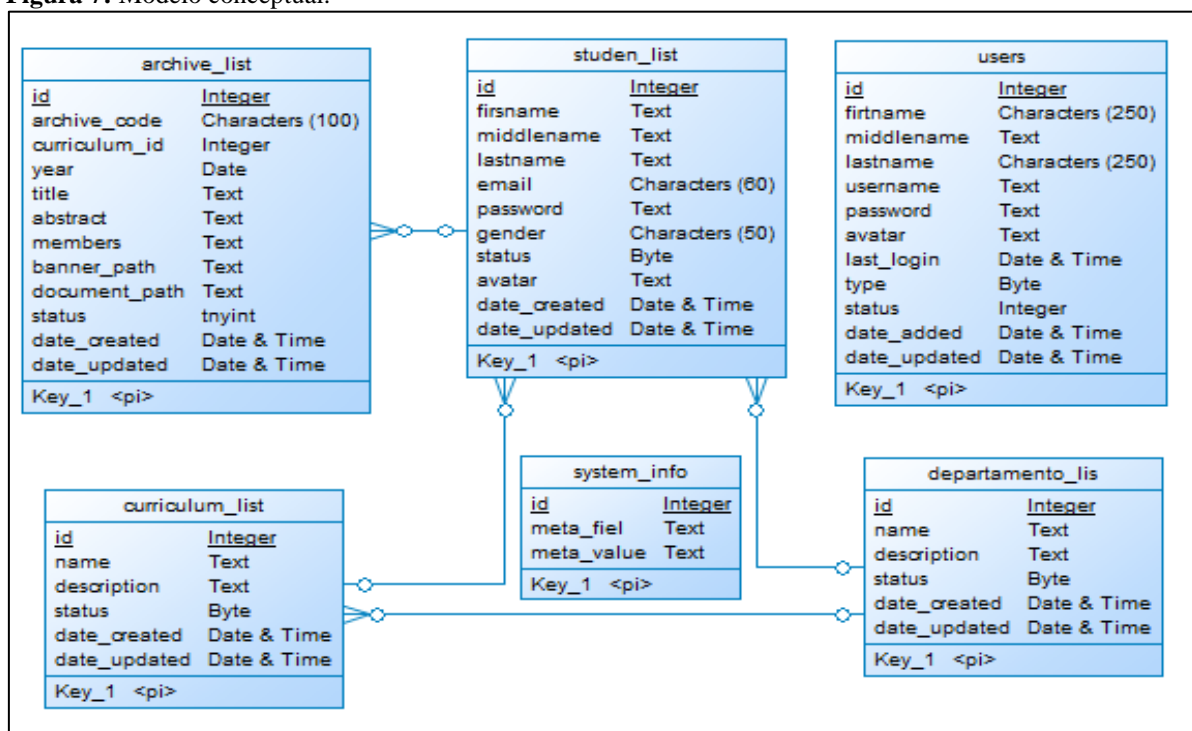 Figura 7. Modelo conceptual.
archive_list
id Integer
archive_code Characters (100)
curriculum_id Integer
year Date
title Text
abstract Text
members Text
banner_path Text
document_path Text
status tnyint
date_created Date & Time
date_updated Date & Time
Key_1 <pi>
studen_list
id Integer
firsname Text
middlename Text
lastname Text
email Characters (60)
password Text
gender Characters (50)
status Byte
avatar Text
date_created Date & Time
date_updated Date & Time
Key_1 <pi>
users
id Integer
firtname Characters (250)
middlename Text
lastname Characters (250)
username Text
password Text
avatar Text
last_login Date & Time
type Byte
status Integer
date_added Date & Time
date_updated Date & Time
Key_1 <pi>
curriculum_list
id Integer
name Text
description Text
status Byte
date_created Date & Time
date_updated Date & Time
Key_1 <pi>
system_info
id Integer
meta_fiel Text
meta_value Text
Key_1 <pi>
departamento_lis
id Integer
name Text
description Text
status Byte
date_created Date & Time
date_updated Date & Time
Key_1 <pi>